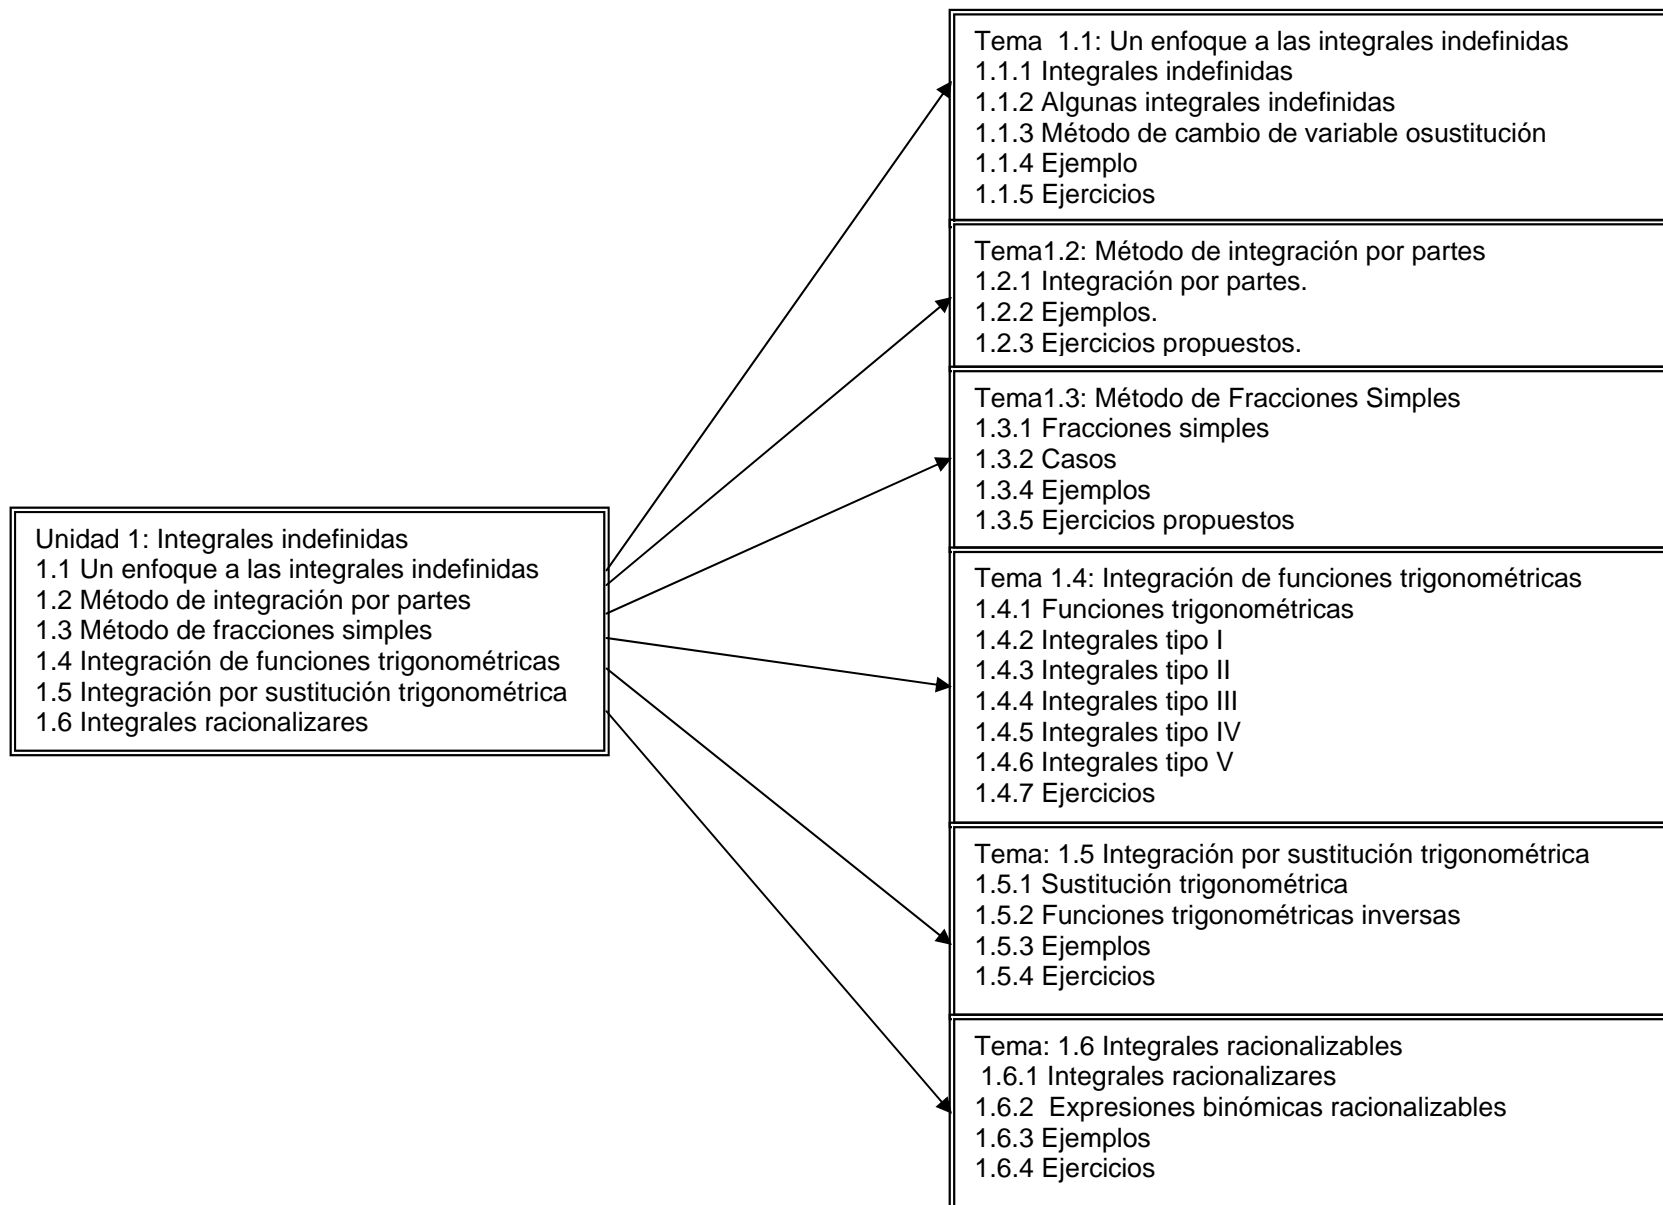 Unidad 1: Integrales indefinidas
1.1 Un enfoque a las integrales indefinidas
1.2 Método de integración por partes
1.3 Método de fracciones simples
1.4 Integración de funciones trigonométricas
1.5 Integración por sustitución trigonométrica
1.6 Integrales racionalizares
Tema 1.1: Un enfoque a las integrales indefinidas
1.1.1 Integrales indefinidas
1.1.2 Algunas integrales indefinidas
1.1.3 Método de cambio de variable osustitución
1.1.4 Ejemplo
1.1.5 Ejercicios
Tema1.2: Método de integración por partes
1.2.1 Integración por partes.
1.2.2 Ejemplos.
1.2.3 Ejercicios propuestos.
Tema1.3: Método de Fracciones Simples
1.3.1 Fracciones simples
1.3.2 Casos
1.3.4 Ejemplos
1.3.5 Ejercicios propuestos
Tema 1.4: Integración de funciones trigonométricas
1.4.1 Funciones trigonométricas
1.4.2 Integrales tipo I
1.4.3 Integrales tipo II
1.4.4 Integrales tipo III
1.4.5 Integrales tipo IV
1.4.6 Integrales tipo V
1.4.7 Ejercicios
Tema: 1.5 Integración por sustitución trigonométrica
1.5.1 Sustitución trigonométrica
1.5.2 Funciones trigonométricas inversas
1.5.3 Ejemplos
1.5.4 Ejercicios
Tema: 1.6 Integrales racionalizables
1.6.1 Integrales racionalizares
1.6.2 Expresiones binómicas racionalizables
1.6.3 Ejemplos
1.6.4 Ejercicios